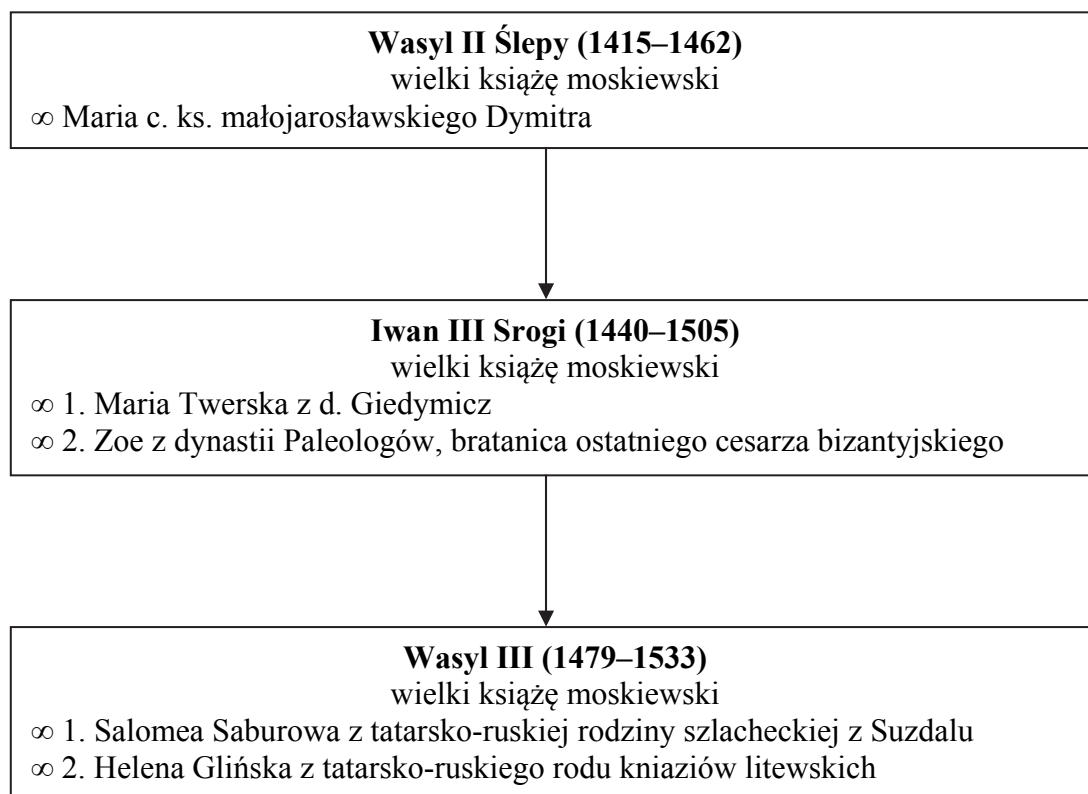 Wasyl II Ślepy (1415–1462)
wielki książę moskiewski
∞ Maria c. ks. małojarosławskiego Dymitra
Iwan III Srogi (1440–1505)
wielki książę moskiewski
∞ 1. Maria Twerska z d. Giedymicz
∞ 2. Zoe z dynastii Paleologów, bratanica ostatniego cesarza bizantyjskiego
Wasyl III (1479–1533)
wielki książę moskiewski
∞ 1. Salomea Saburowa z tatarsko-ruskiej rodziny szlacheckiej z Suzdalu
∞ 2. Helena Glińska z tatarsko-ruskiego rodu kniaziów litewskich